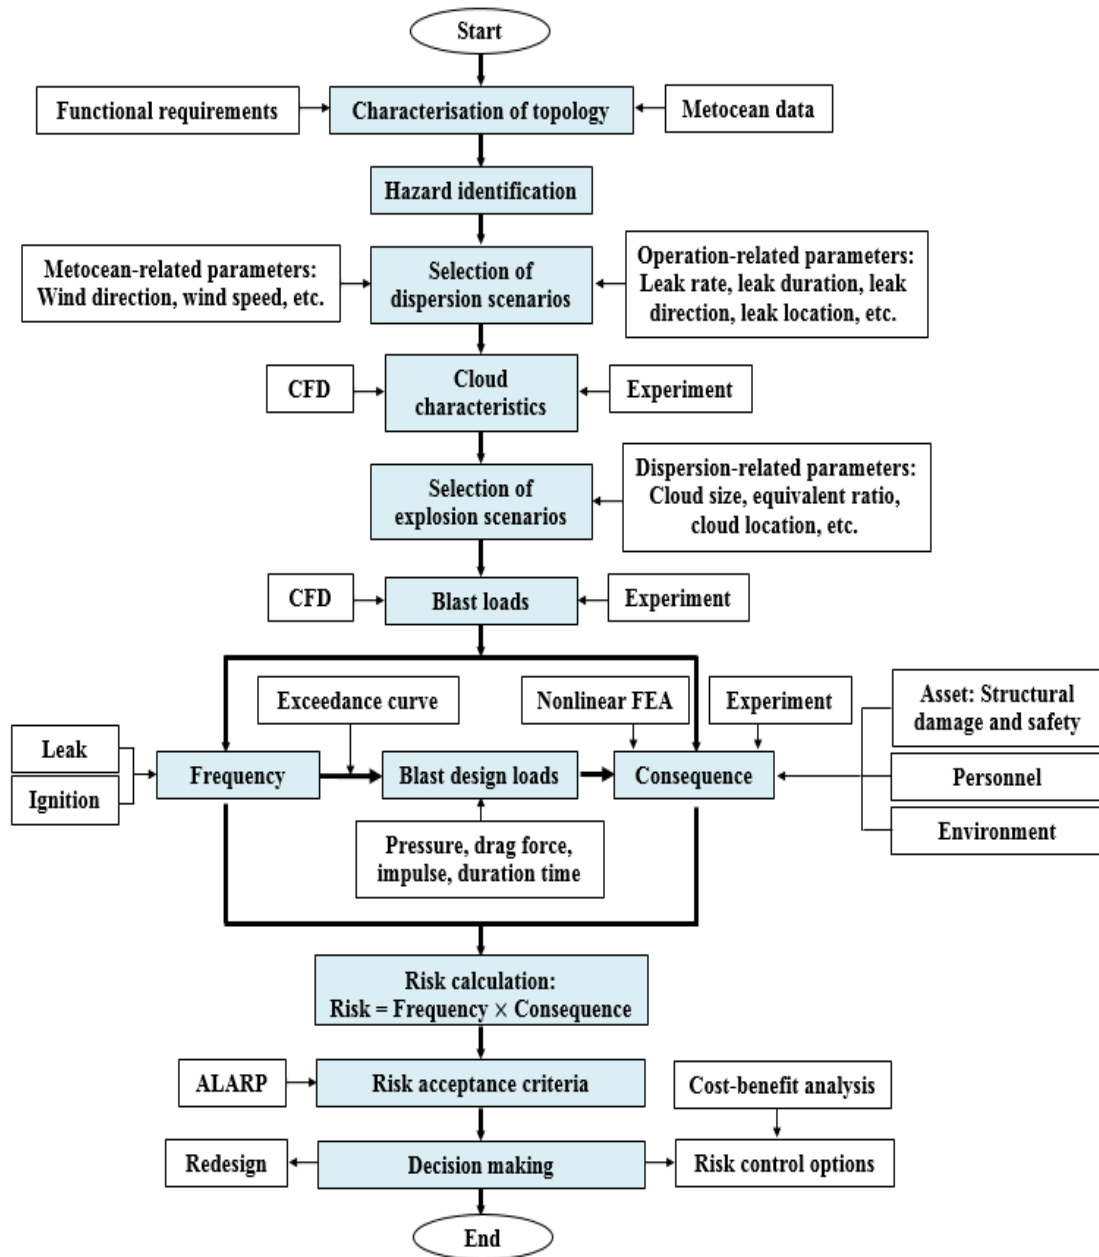 Start
Functional requirements
Characterisation of topology
Metocean data
Hazard identification
Metocean-related parameters:
Wind direction, wind speed, etc.
Selection of
dispersion scenarios
Operation-related parameters:
Leak rate, leak duration, leak
direction, leak location, etc.
CFD
Cloud
characteristics
Experiment
Selection of
explosion scenarios
Dispersion-related parameters:
Cloud size, equivalent ratio,
cloud location, etc.
CFD
Blast loads
Experiment
Exceedance curve
Nonlinear FEA
Experiment
Asset: Structural
damage and safety
Leak
Ignition
Frequency
Blast design loads
Consequence
Personnel
Environment
Pressure, drag force,
impulse, duration time
Risk calculation:
Risk = Frequency × Consequence
ALARP
Risk acceptance criteria
Cost-benefit analysis
Redesign
Decision making
Risk control options
End